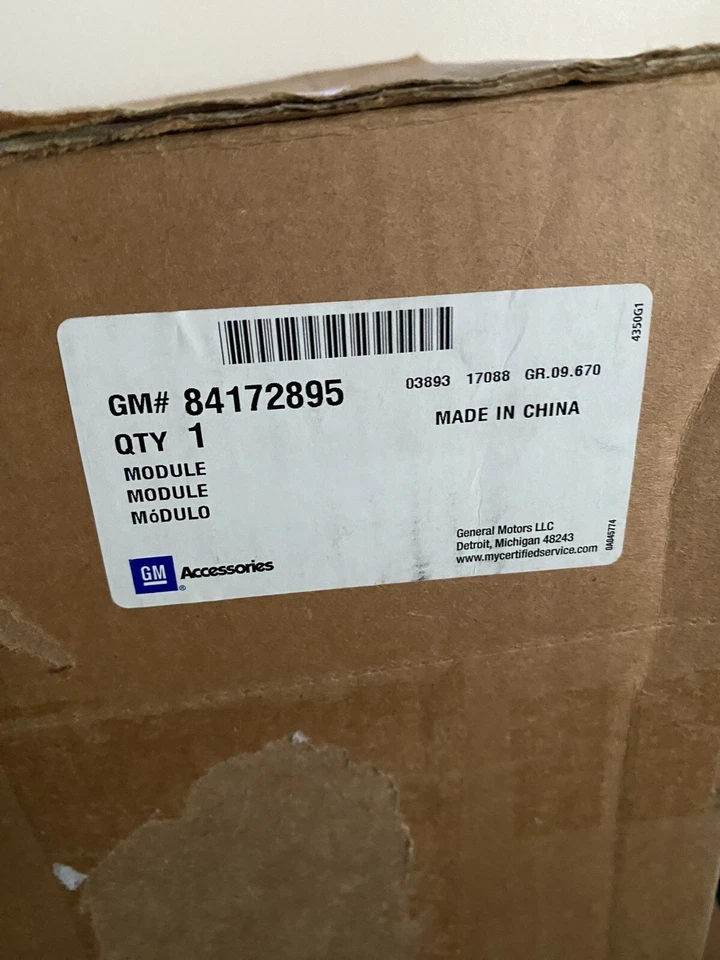 4350G1
03893 17088 GR.09.670
GM# 84172895
MADE IN CHINA
QTY 1
MODULE
MODULE
MóDULO
General Motors LLC
Detroit, Michigan 48243
www.mycertifiedservice.com
0A045774
GM Accessories
®